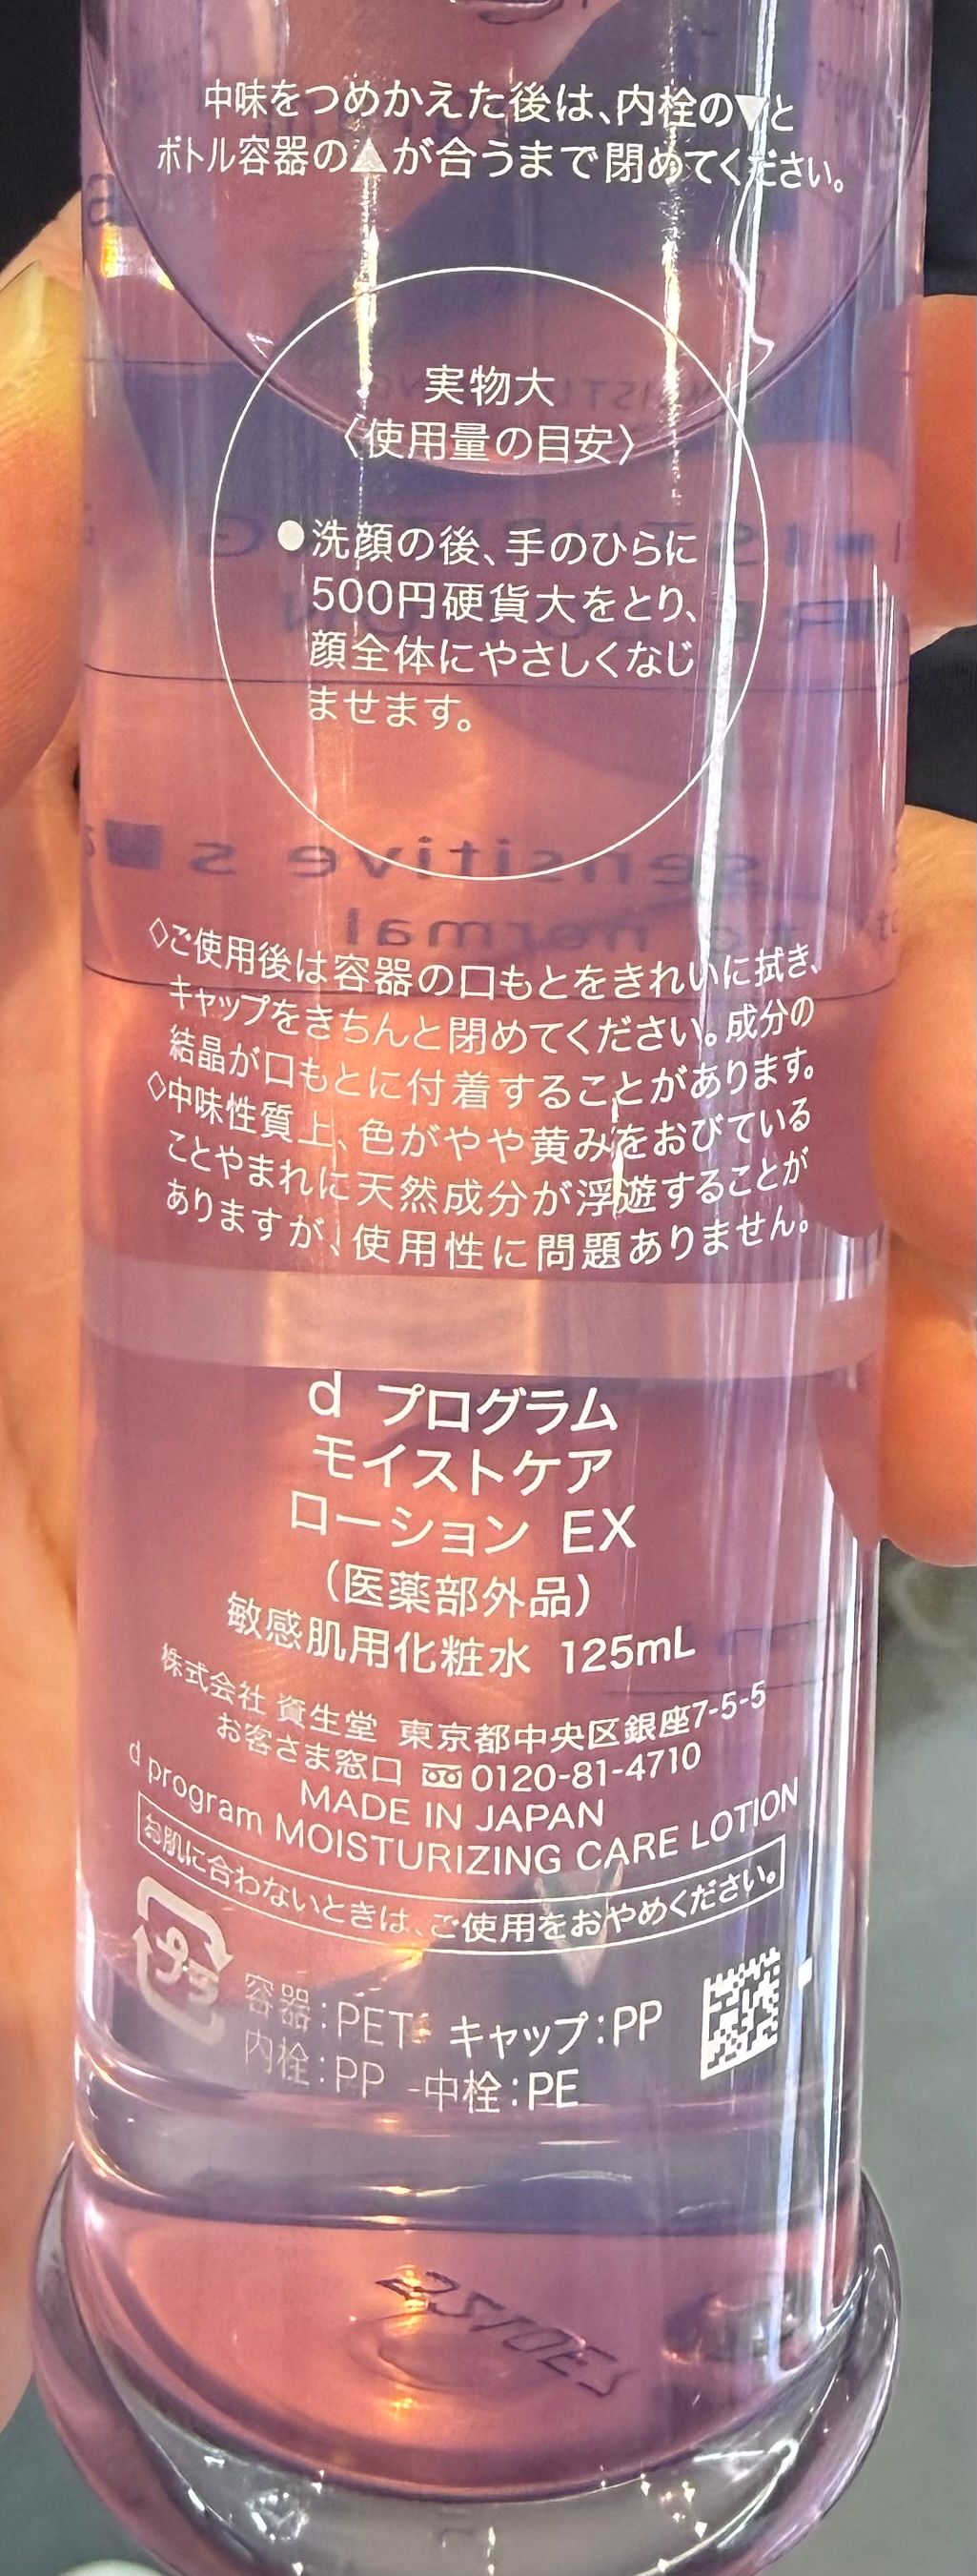 中味をつめかえた後は、内栓の▼と
ボトル容器の▲が合うまで閉めてください。
実物大
〈使用量の目安〉
●洗顔の後、手のひらに
500円硬貨大をとり、
顔全体にやさしくなじ
ませます。
sensitive s
to normal
◇ご使用後は容器の口もとをきれいに拭き、
キャップをきちんと閉めてください。成分の
結晶が口もとに付着することがあります。
◇中味性質上、色がやや黄みをおびている
ことやまれに天然成分が浮遊することが
ありますが、使用性に問題ありません。
d プログラム
モイストケア
ローション EX
(医薬部外品)
敏感肌用化粧水 125mL
株式会社 資生堂 東京都中央区銀座7-5-5
お客さま窓口 0120-81-4710
MADE IN JAPAN
d program MOISTURIZING CARE LOTION
お肌に合わないときは、ご使用をおやめください。
プラ
容器:PET キャップ:PP
内栓:PP 中栓:PE